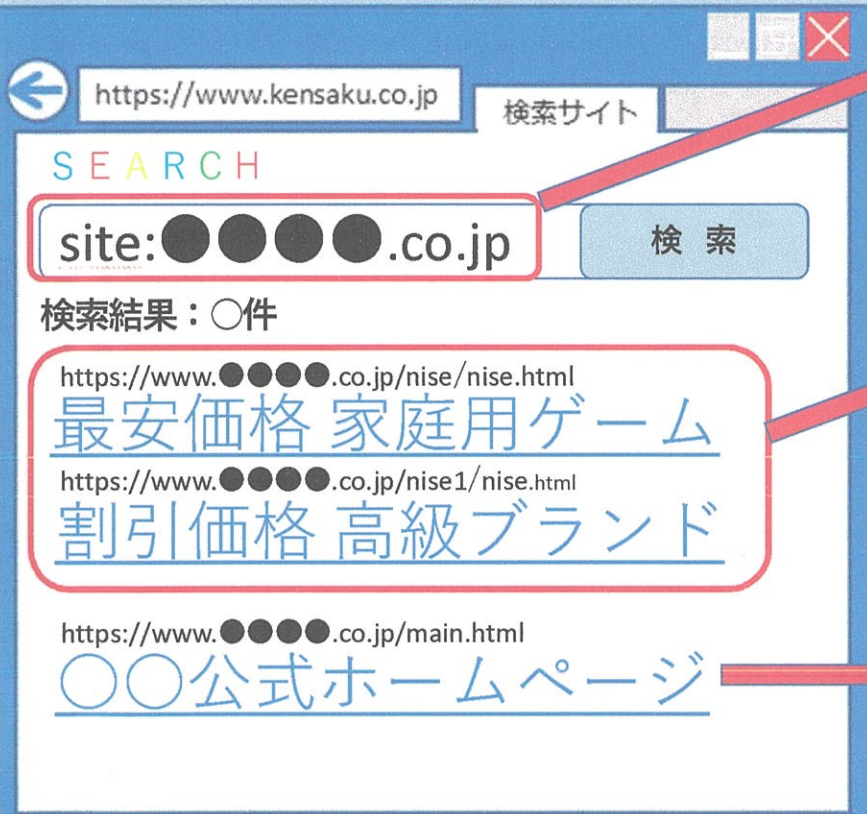 https://www.kensaku.co.jp
検索サイト
SEARCH
site:●●●●.co.jp
検索
検索結果：○件
https://www.●●●●.co.jp/nise/nise.html
最安価格 家庭用ゲーム
https://www.●●●●.co.jp/nise1/nise.html
割引価格 高級ブランド
https://www.●●●●.co.jp/main.html
○○公式ホームページ